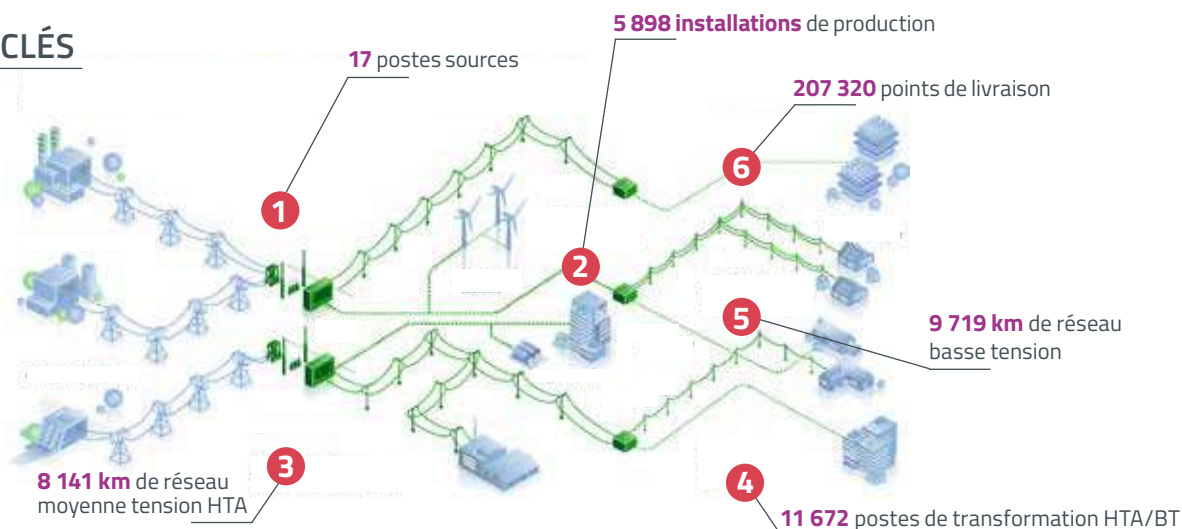 CLÉS
5 898 installations de production
17 postes sources
207 320 points de livraison
6
1
2
5
9 719 km de réseau
basse tension
3
8 141 km de réseau
moyenne tension HTA
4
11 672 postes de transformation HTA/BT